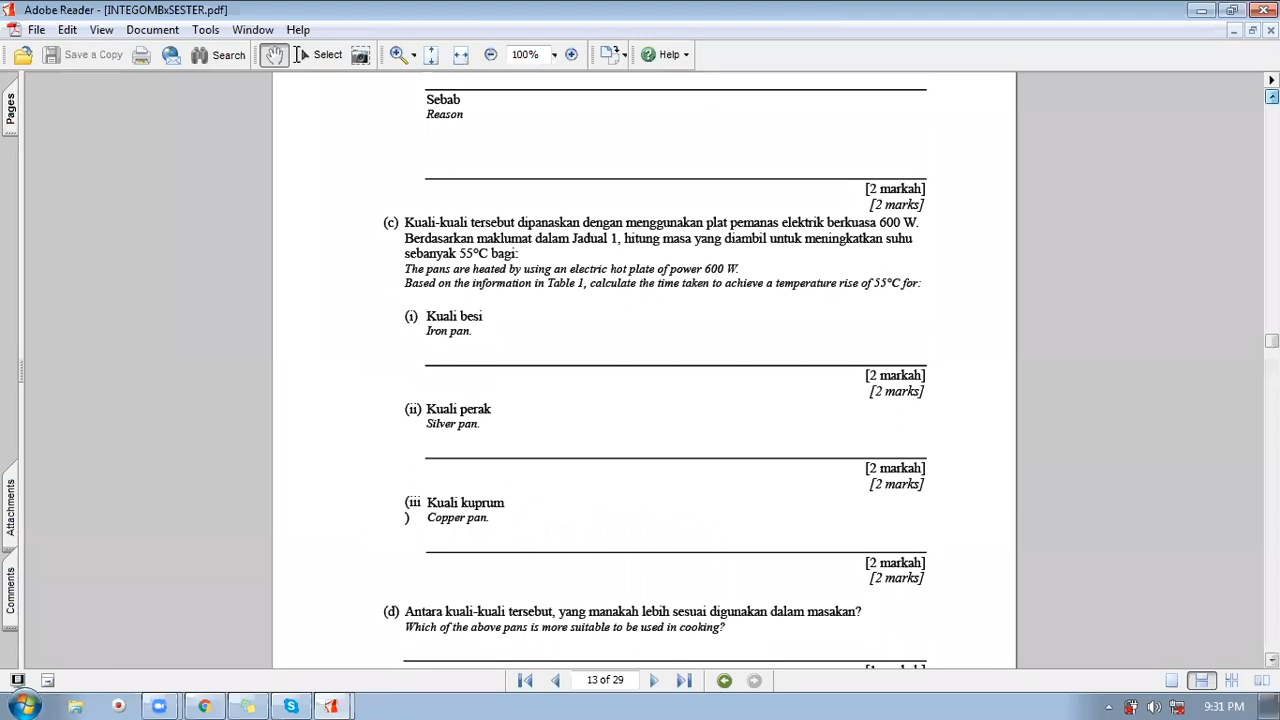 Adobe Reader - [INTEGOMBxSESTER.pdf]
File Edit View Document Tools Window Help
Save a Copy Search Select 100% Help
Pages
Attachments
Comments
Sebab
Reason
[2 markah]
[2 marks]
(c) Kuali-kuali tersebut dipanaskan dengan menggunakan plat pemanas elektrik berkuasa 600 W.
Berdasarkan maklumat dalam Jadual 1, hitung masa yang diambil untuk meningkatkan suhu
sebanyak 55°C bagi:
The pans are heated by using an electric hot plate of power 600 W.
Based on the information in Table 1, calculate the time taken to achieve a temperature rise of 55°C for:
(i) Kuali besi
Iron pan.
[2 markah]
[2 marks]
(ii) Kuali perak
Silver pan.
[2 markah]
[2 marks]
(iii Kuali kuprum
) Copper pan.
[2 markah]
[2 marks]
(d) Antara kuali-kuali tersebut, yang manakah lebih sesuai digunakan dalam masakan?
Which of the above pans is more suitable to be used in cooking?
13 of 29
9:31 PM